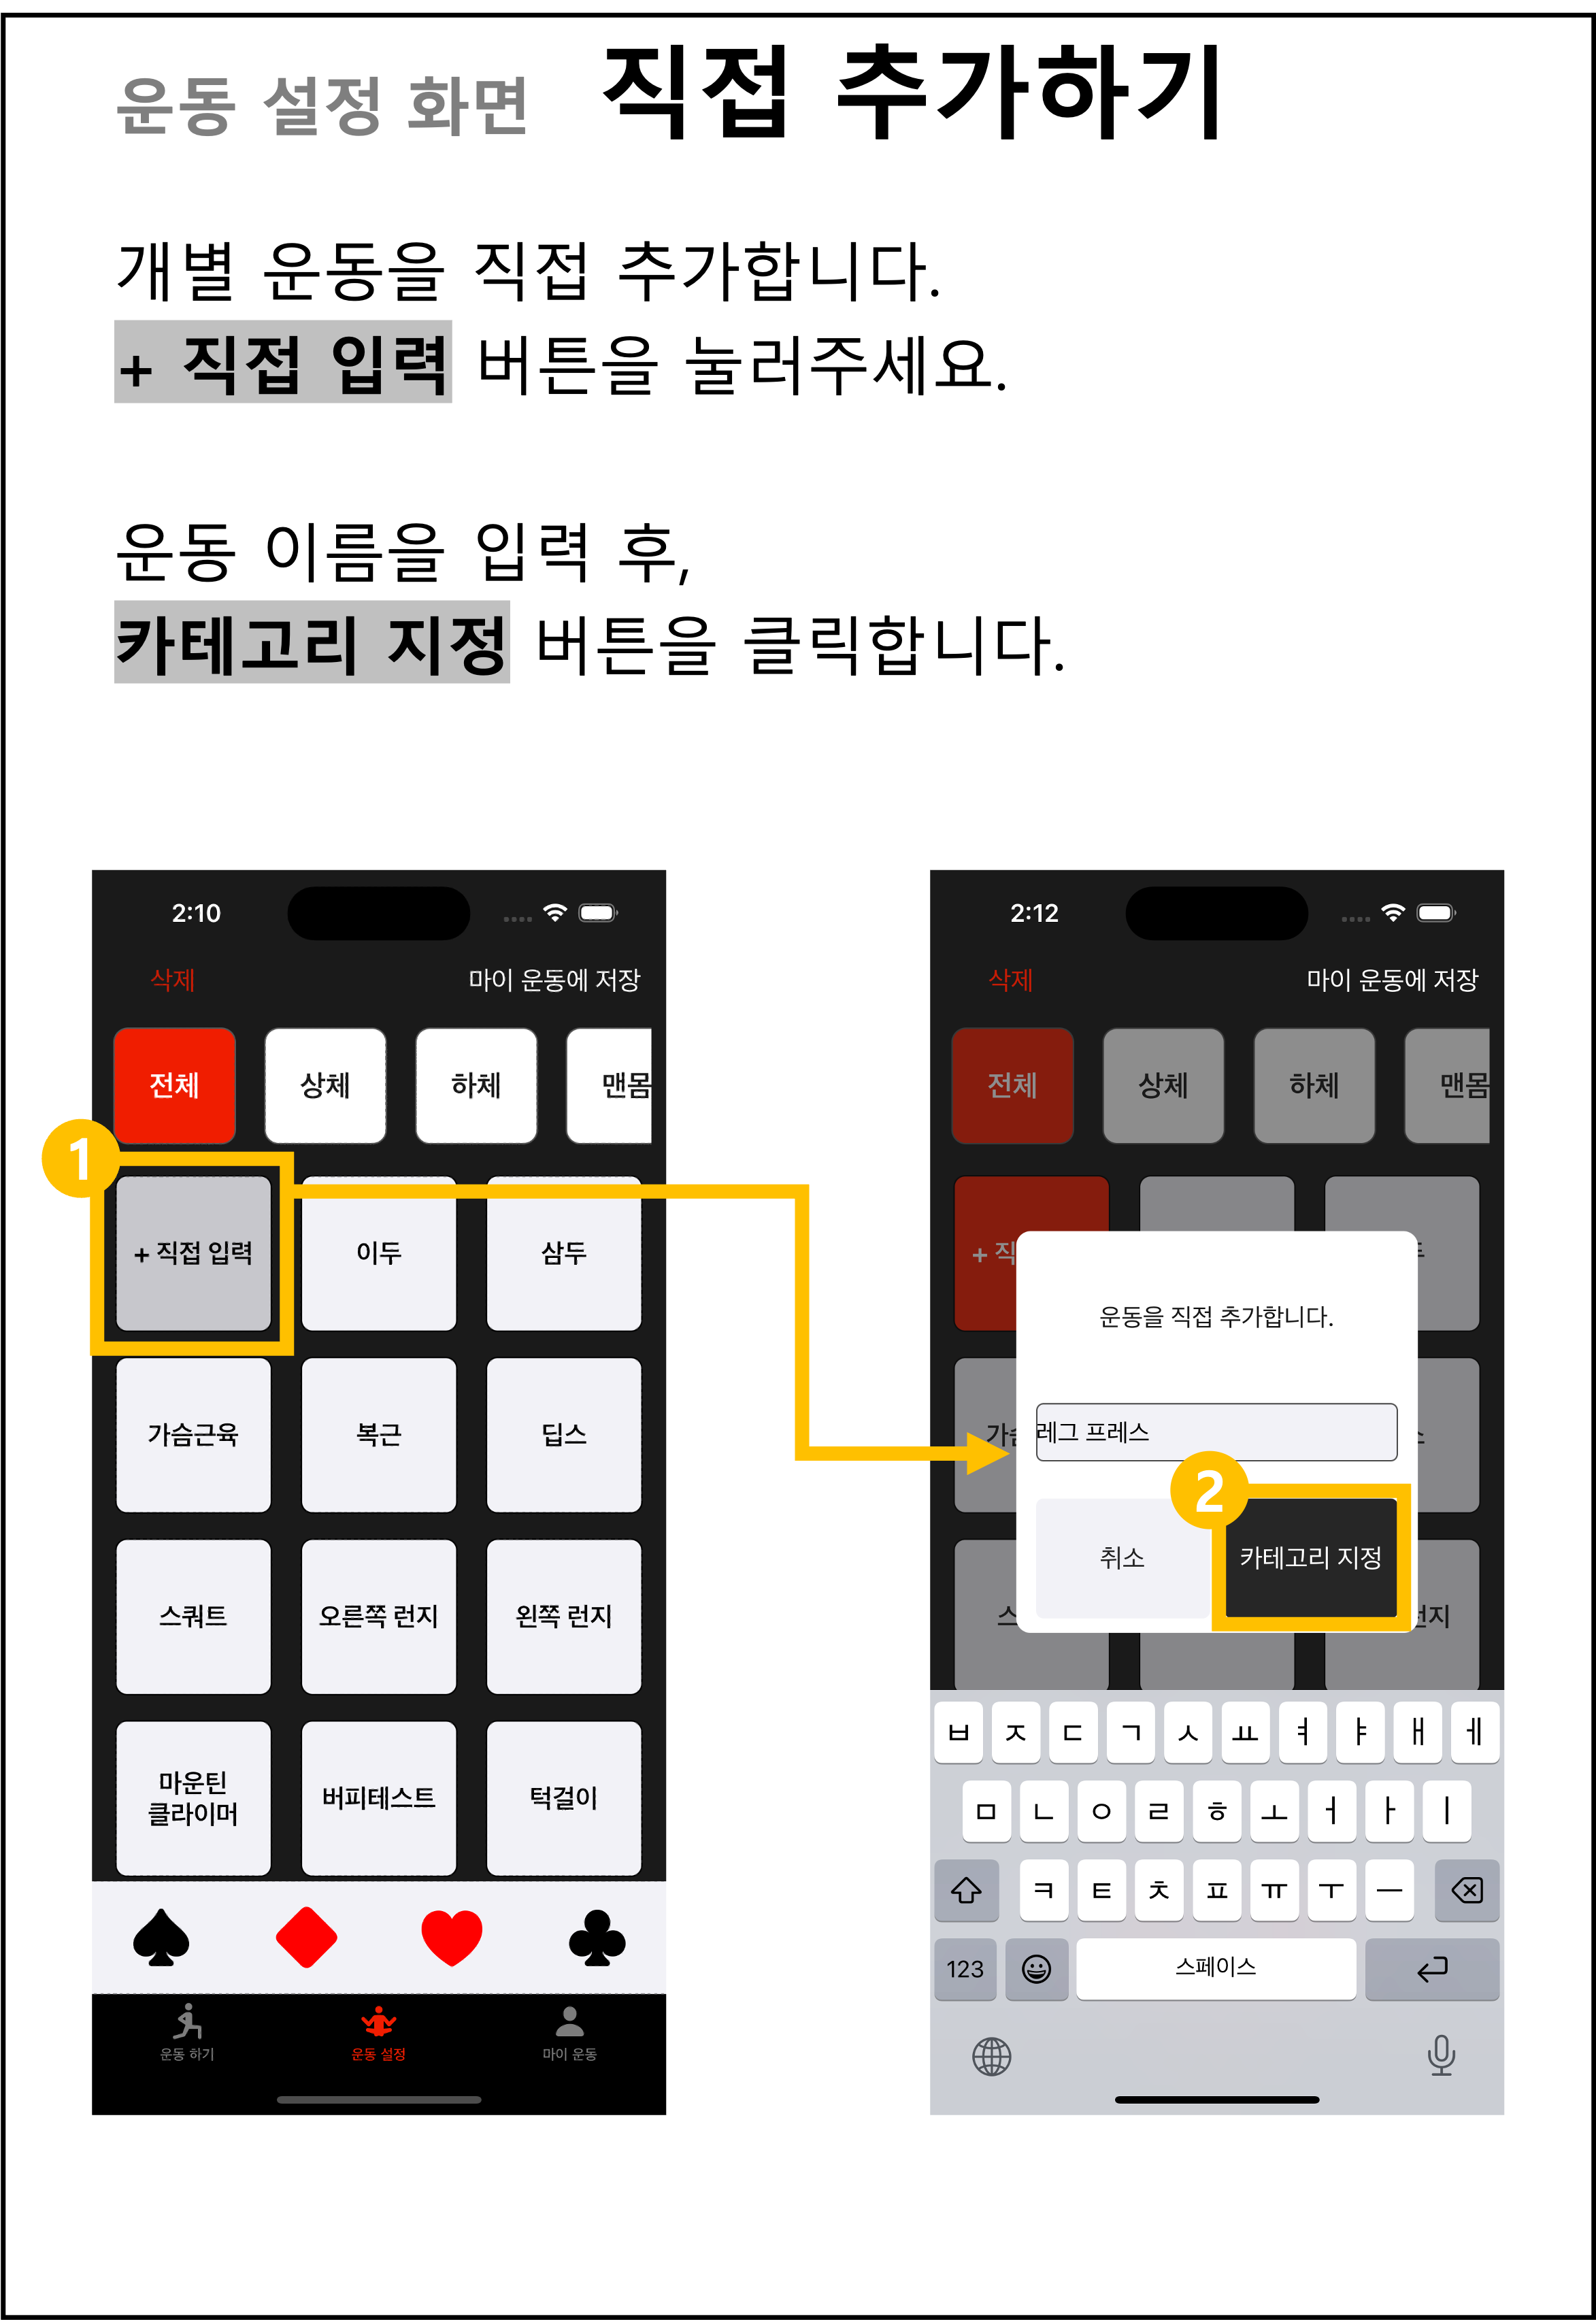 운동 설정 화면 직접 추가하기
개별 운동을 직접 추가합니다.
+ 직접 입력 버튼을 눌러주세요.
운동 이름을 입력 후,
카테고리 지정 버튼을 클릭합니다.
2:10
삭제 마이 운동에 저장
전체 상체 하체 맨몸
1
+ 직접 입력 이두 삼두
가슴근육 복근 딥스
스쿼트 오른쪽 런지 왼쪽 런지
마운틴
클라이머 버피테스트 턱걸이
운동 하기 운동 설정 마이 운동
2:12
삭제 마이 운동에 저장
전체 상체 하체 맨몸
+ 직
운동을 직접 추가합니다.
레그 프레스
2
취소 카테고리 지정
ㅂ ㅈ ㄷ ㄱ ㅅ ㅛ ㅕ ㅑ ㅐ ㅔ
ㅁ ㄴ ㅇ ㄹ ㅎ ㅗ ㅓ ㅏ ㅣ
ㅋ ㅌ ㅊ ㅍ ㅠ ㅜ ㅡ
123 스페이스